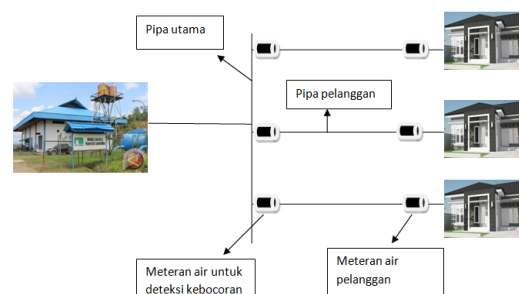 Pipa utama
Pipa pelanggan
Meteran air untuk
deteksi kebocoran
Meteran air
pelanggan